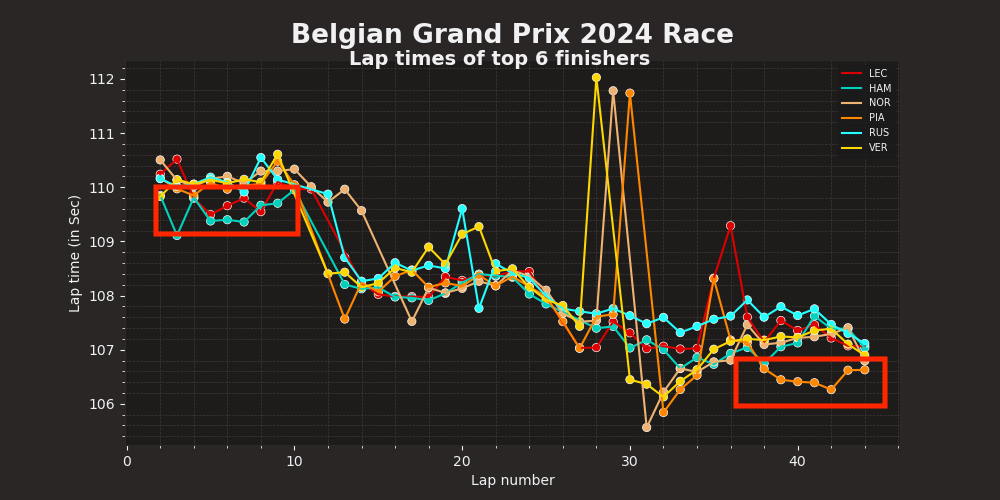 Belgian Grand Prix 2024 Race
Lap times of top 6 finishers
LEC
HAM
NOR
PIA
RUS
VER
112
111
110
109
108
107
106
Lap time (in Sec)
0 10 20 30 40
Lap number